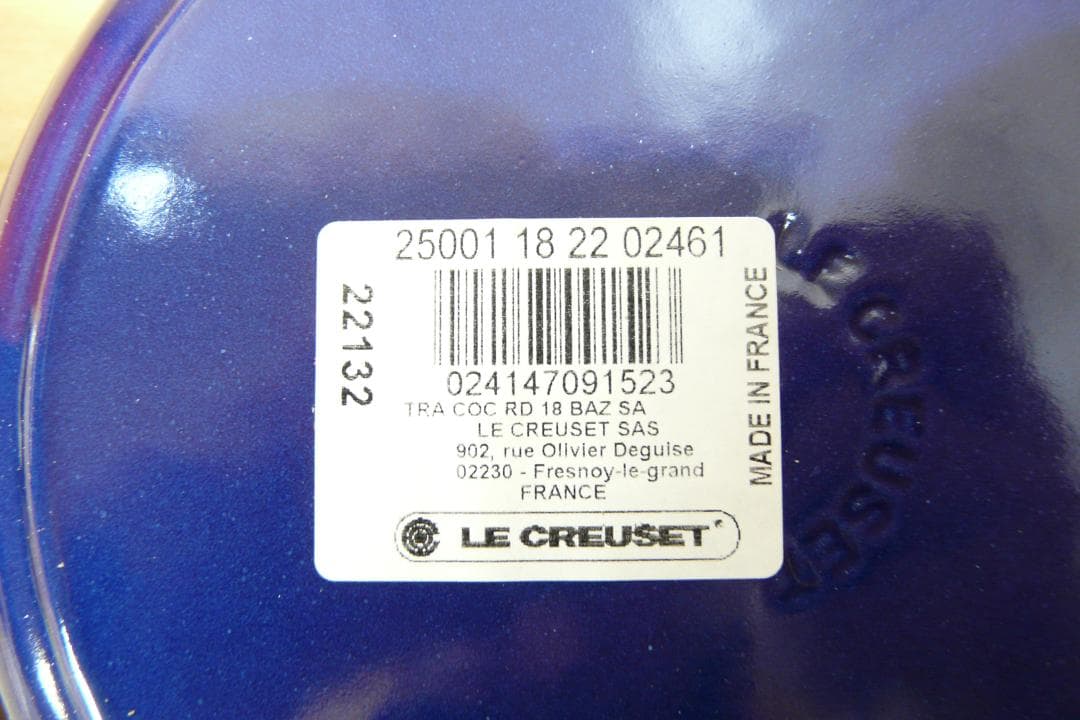 25001 18 22 02461
22132
024147091523
TRA COC RD 18 BAZ SA
LE CREUSET SAS
902, rue Olivier Deguise
02230 - Fresnoy-le-grand
FRANCE
LE CREUSET
MADE IN FRANCE
LE CREUSET